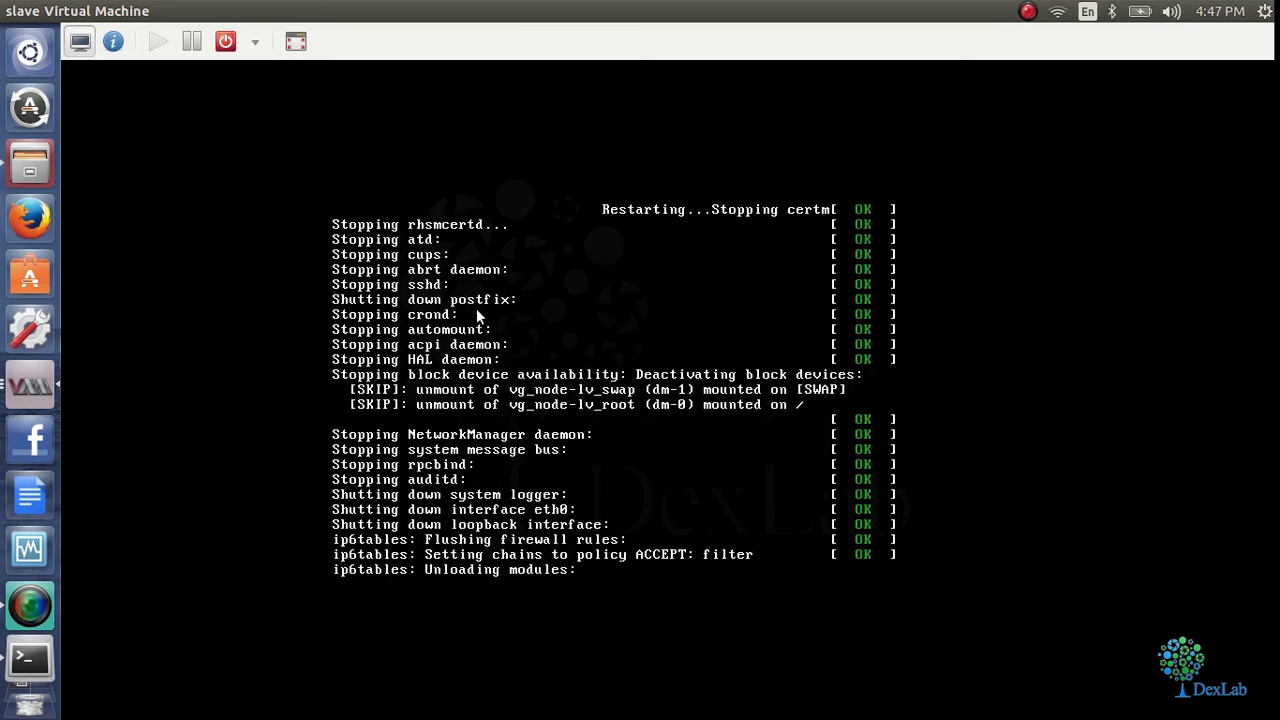 slave Virtual Machine
En
4:47 PM
Restarting...Stopping certm[  OK  ]
Stopping rhsmcertd... [  OK  ]
Stopping atd: [  OK  ]
Stopping cups: [  OK  ]
Stopping abrt daemon: [  OK  ]
Stopping sshd: [  OK  ]
Shutting down postfix: [  OK  ]
Stopping crond: [  OK  ]
Stopping automount: [  OK  ]
Stopping acpi daemon: [  OK  ]
Stopping HAL daemon: [  OK  ]
Stopping block device availability: Deactivating block devices:
[SKIP]: unmount of vg_node-lv_swap (dm-1) mounted on [SWAP]
[SKIP]: unmount of vg_node-lv_root (dm-0) mounted on /
[  OK  ]
Stopping NetworkManager daemon: [  OK  ]
Stopping system message bus: [  OK  ]
Stopping rpcbind: [  OK  ]
Stopping auditd: [  OK  ]
Shutting down system logger: [  OK  ]
Shutting down interface eth0: [  OK  ]
Shutting down loopback interface: [  OK  ]
ip6tables: Flushing firewall rules: [  OK  ]
ip6tables: Setting chains to policy ACCEPT: filter [  OK  ]
ip6tables: Unloading modules:
DexLab
DexLab